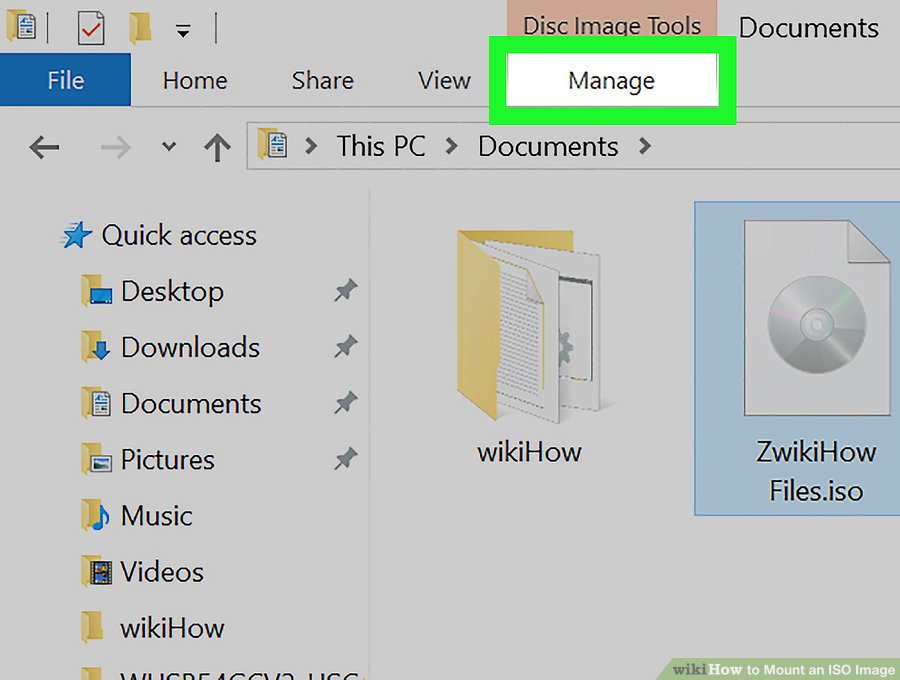 Disc Image Tools
Documents
File
Home
Share
View
Manage
This PC
Documents
Quick access
Desktop
Downloads
Documents
Pictures
Music
Videos
wikiHow
wikiHow
ZwikiHow
Files.iso
wikiHow to Mount an ISO Image